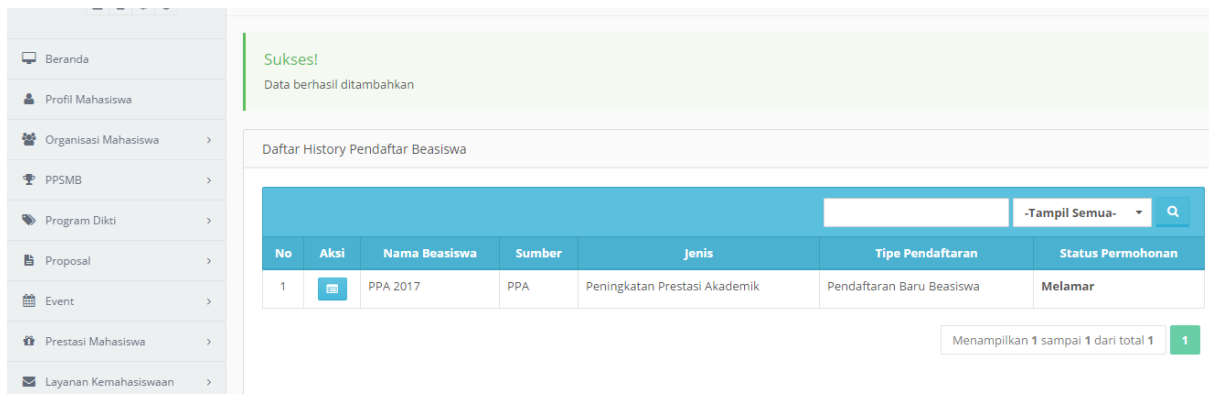 Beranda
Profil Mahasiswa
Organisasi Mahasiswa
PPSMB
Program Dikti
Proposal
Event
Prestasi Mahasiswa
Layanan Kemahasiswaan
Sukses!
Data berhasil ditambahkan
Daftar History Pendaftar Beasiswa
-Tampil Semua-
No Aksi Nama Beasiswa Sumber Jenis Tipe Pendaftaran Status Permohonan
1 PPA 2017 PPA Peningkatan Prestasi Akademik Pendaftaran Baru Beasiswa Melamar
Menampilkan 1 sampai 1 dari total 1 1